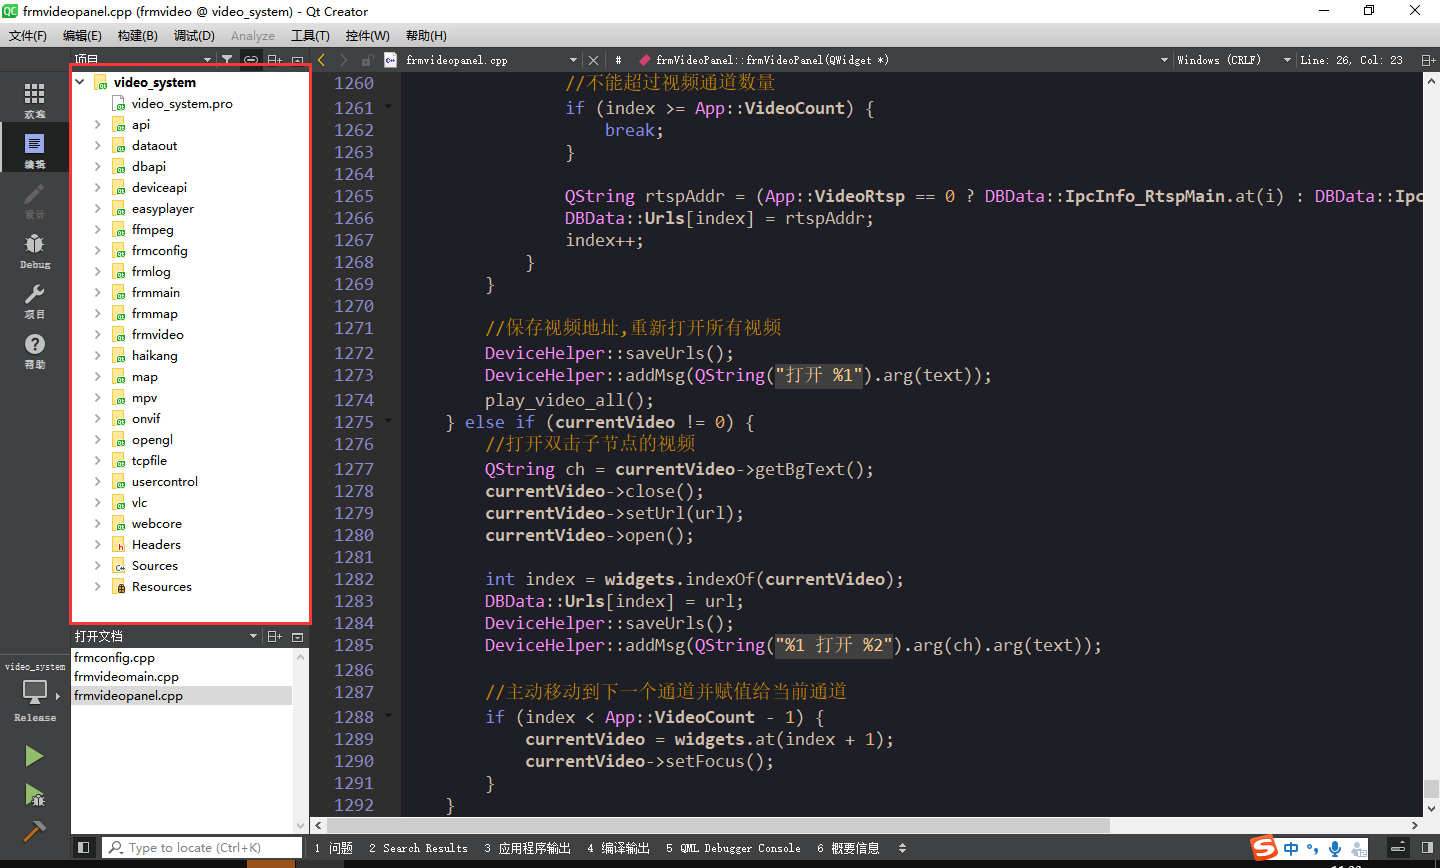 frmvideopanel.cpp (frmvideo @ video_system) - Qt Creator
文件(F) 编辑(E) 构建(B) 调试(D) Analyze 工具(T) 控件(W) 帮助(H)
项目
frmvideopanel.cpp
#
frmVideoPanel::frmVideoPanel(QWidget *)
Windows (CRLF)
Line: 26, Col: 23
欢迎
编辑
设计
Debug
项目
帮助
video_system
Release
video_system
video_system.pro
api
dataout
dbapi
deviceapi
easyplayer
ffmpeg
frmconfig
frmlog
frmmain
frmmap
frmvideo
haikang
map
mpv
onvif
opengl
tcpfile
usercontrol
vlc
webcore
Headers
Sources
Resources
打开文档
frmconfig.cpp
frmvideomain.cpp
frmvideopanel.cpp
1260 //不能超过视频通道数量
1261 if (index >= App::VideoCount) {
1262 break;
1263 }
1264
1265 QString rtspAddr = (App::VideoRtsp == 0 ? DBData::IpcInfo_RtspMain.at(i) : DBData::Ipc
1266 DBData::Urls[index] = rtspAddr;
1267 index++;
1268 }
1269 }
1270
1271 //保存视频地址,重新打开所有视频
1272 DeviceHelper::saveUrls();
1273 DeviceHelper::addMsg(QString("打开 %1").arg(text));
1274 play_video_all();
1275 } else if (currentVideo != 0) {
1276 //打开双击子节点的视频
1277 QString ch = currentVideo->getBgText();
1278 currentVideo->close();
1279 currentVideo->setUrl(url);
1280 currentVideo->open();
1281
1282 int index = widgets.indexOf(currentVideo);
1283 DBData::Urls[index] = url;
1284 DeviceHelper::saveUrls();
1285 DeviceHelper::addMsg(QString("%1 打开 %2").arg(ch).arg(text));
1286
1287 //主动移动到下一个通道并赋值给当前通道
1288 if (index < App::VideoCount - 1) {
1289 currentVideo = widgets.at(index + 1);
1290 currentVideo->setFocus();
1291 }
1292 }
Type to locate (Ctrl+K)
1 问题 2 Search Results 3 应用程序输出 4 编译输出 5 QML Debugger Console 6 概要信息
中